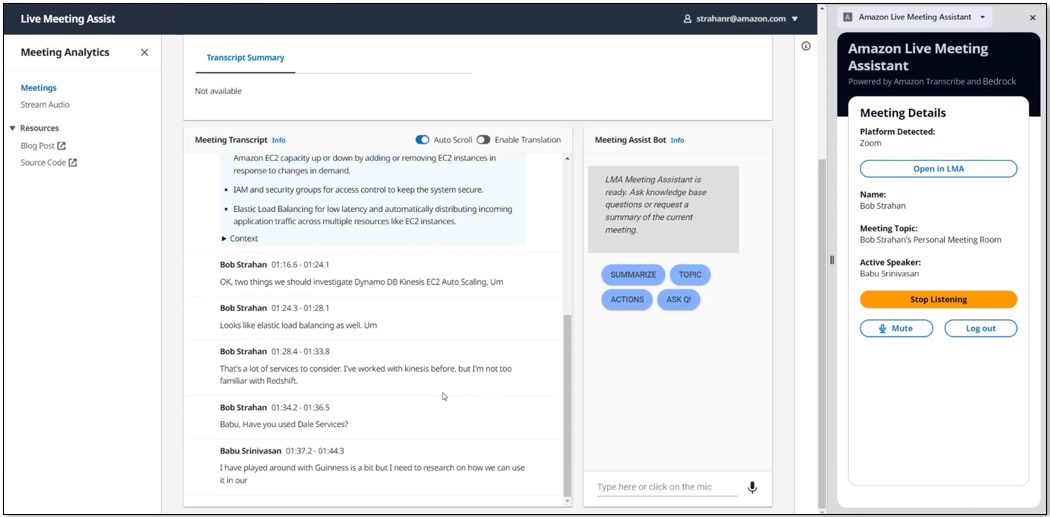 Live Meeting Assist
strahanr@amazon.com
Meeting Analytics
Meetings
Stream Audio
Resources
Blog Post
Source Code
Transcript Summary
Not available
Meeting Transcript Info
Auto Scroll
Enable Translation
Amazon EC2 capacity up or down by adding or removing EC2 instances in
response to changes in demand.
• IAM and security groups for access control to keep the system secure.
• Elastic Load Balancing for low latency and automatically distributing incoming
application traffic across multiple resources like EC2 instances.
Context
Bob Strahan 01:16.6 - 01:24.1
OK, two things we should investigate Dynamo DB Kinesis EC2 Auto Scaling, Um
Bob Strahan 01:24.3 - 01:28.1
Looks like elastic load balancing as well. Um
Bob Strahan 01:28.4 - 01:33.8
That's a lot of services to consider. I've worked with kinesis before, but I'm not too
familiar with Redshift.
Bob Strahan 01:34.2 - 01:36.5
Babu, Have you used Dale Services?
Babu Srinivasan 01:37.2 - 01:44.3
I have played around with Guinness is a bit but I need to research on how we can use
it in our
Meeting Assist Bot Info
LMA Meeting Assistant is
ready. Ask knowledge base
questions or request a
summary of the current
meeting.
SUMMARIZE TOPIC
ACTIONS ASK Q!
Type here or click on the mic
A Amazon Live Meeting Assistant
Amazon Live Meeting
Assistant
Powered by Amazon Transcribe and Bedrock
Meeting Details
Platform Detected:
Zoom
Open in LMA
Name:
Bob Strahan
Meeting Topic:
Bob Strahan's Personal Meeting Room
Active Speaker:
Babu Srinivasan
Stop Listening
Mute
Log out